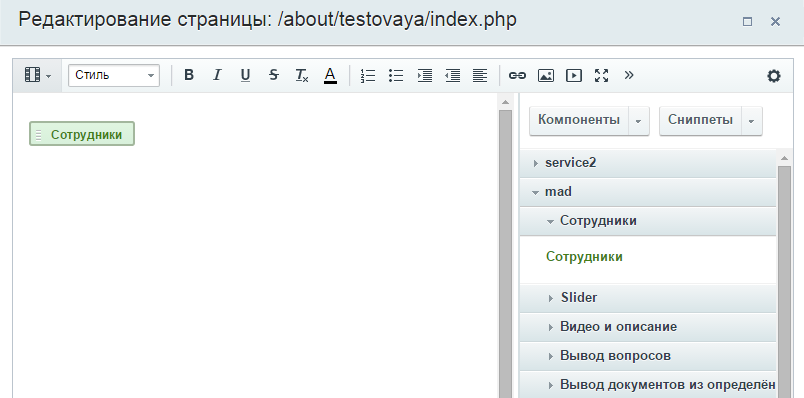 Редактирование страницы: /about/testovaya/index.php
Стиль
B I U S Tx A
Сотрудники
Компоненты
Сниппеты
service2
mad
Сотрудники
Сотрудники
Slider
Видео и описание
Вывод вопросов
Вывод документов из определён